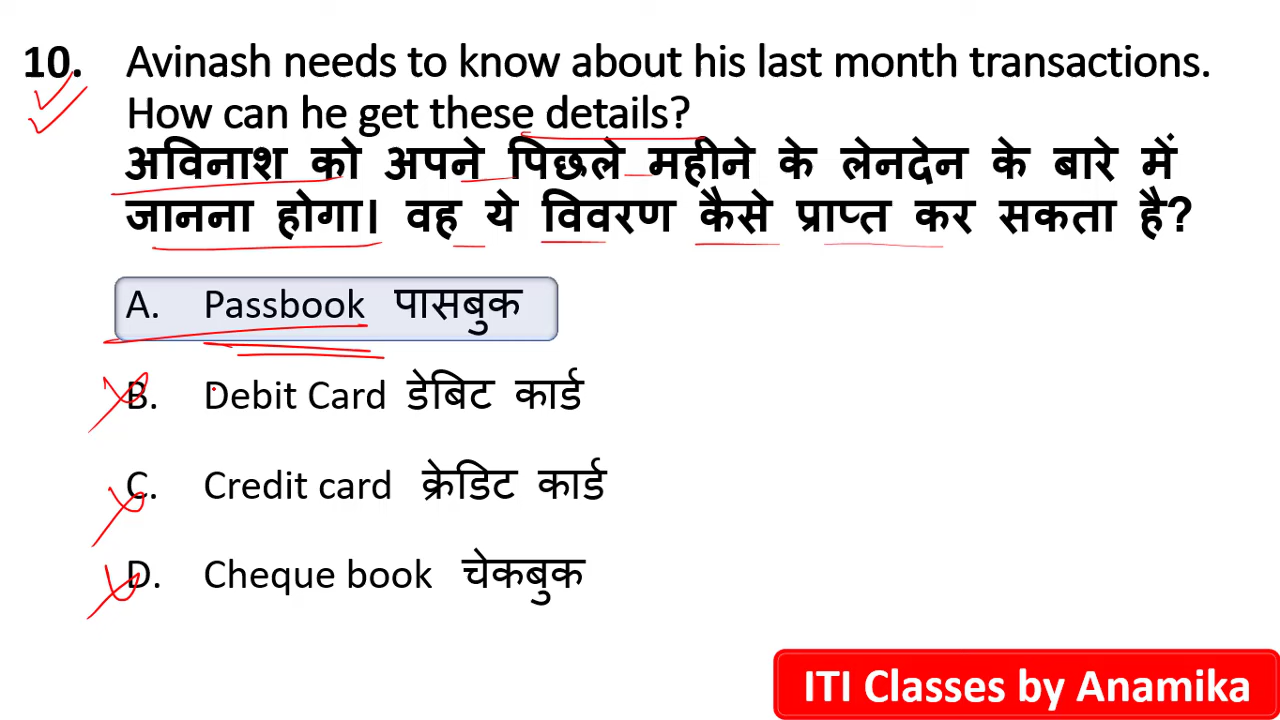 10. Avinash needs to know about his last month transactions.
How can he get these details?
अविनाश को अपने पिछले महीने के लेनदेन के बारे में
जानना होगा। वह ये विवरण कैसे प्राप्त कर सकता है?
A. Passbook पासबुक
B. Debit Card डेबिट कार्ड
C. Credit card क्रेडिट कार्ड
D. Cheque book चेकबुक
ITI Classes by Anamika